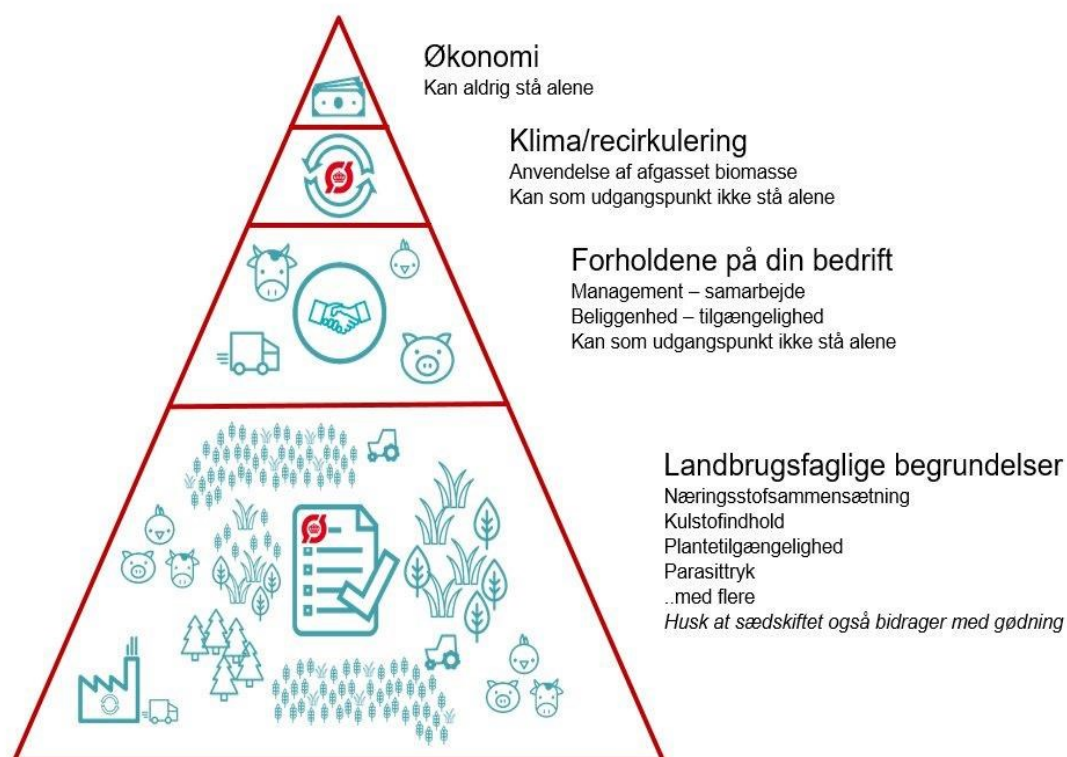 Økonomi
Kan aldrig stå alene
Klima/recirkulering
Anvendelse af afgasset biomasse
Kan som udgangspunkt ikke stå alene
Forholdene på din bedrift
Management – samarbejde
Beliggenhed – tilgængelighed
Kan som udgangspunkt ikke stå alene
Landbrugsfaglige begrundelser
Næringsstofsammensætning
Kulstofindhold
Plantetilgængelighed
Parasittryk
..med flere
Husk at sædskiftet også bidrager med gødning